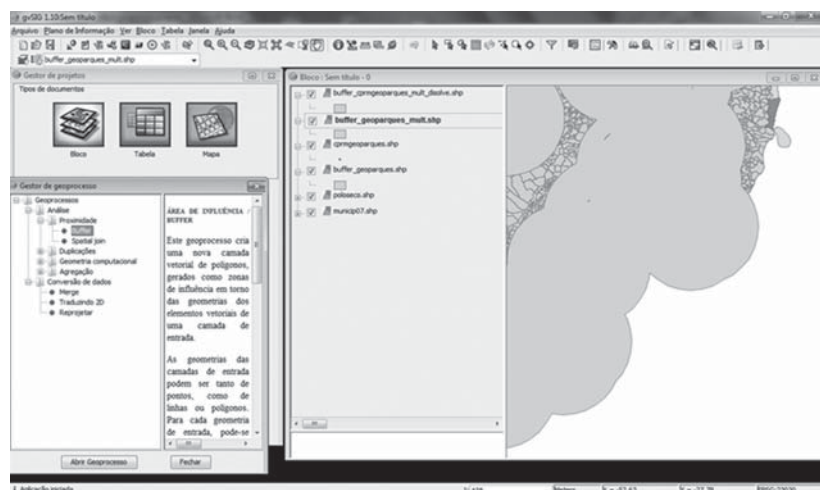 gvSIG 1.10:Sem título
Arquivo Plano de Informação Ver Bloco Tabela Janela Ajuda
buffer_geoparques_mult.shp
Gestor de projetos
Tipos de documentos
Bloco
Tabela
Mapa
Gestor de geoprocesso
Geoprocessos
Análise
Proximidade
Buffer
Spatial join
Duplicações
Geometria computacional
Agregação
Conversão de dados
Merge
Traduzindo 2D
Reprojetar
ÁREA DE INFLUÊNCIA /
BUFFER
Este geoprocesso cria
uma nova camada
vetorial de polígonos,
gerados como zonas
de influência em torno
das geometrias dos
elementos vetoriais de
uma camada de
entrada.
As geometrias das
camadas de entrada
podem ser tanto de
pontos, como de
linhas ou polígonos.
Para cada geometria
de entrada, pode-se
Abrir Geoprocesso
Fechar
Bloco : Sem título - 0
buffer_cprmgeoparques_mult_disolve.shp
buffer_geoparques_mult.shp
cprmgeoparques.shp
buffer_geoparques.shp
poloseco.shp
municip07.shp
Aplicação iniciada